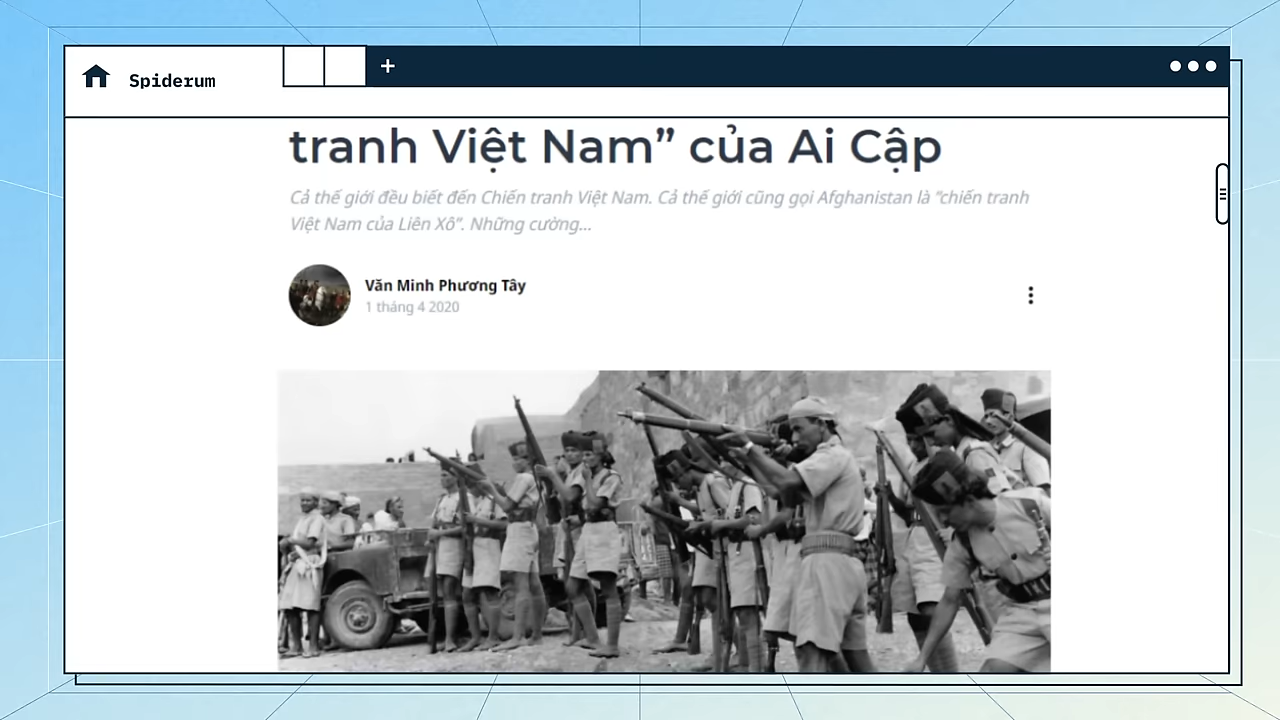 Spiderum
tranh Việt Nam” của Ai Cập
Cả thế giới đều biết đến Chiến tranh Việt Nam. Cả thế giới cũng gọi Afghanistan là “chiến tranh
Việt Nam của Liên Xô”. Những cường...
Văn Minh Phương Tây
1 tháng 4 2020